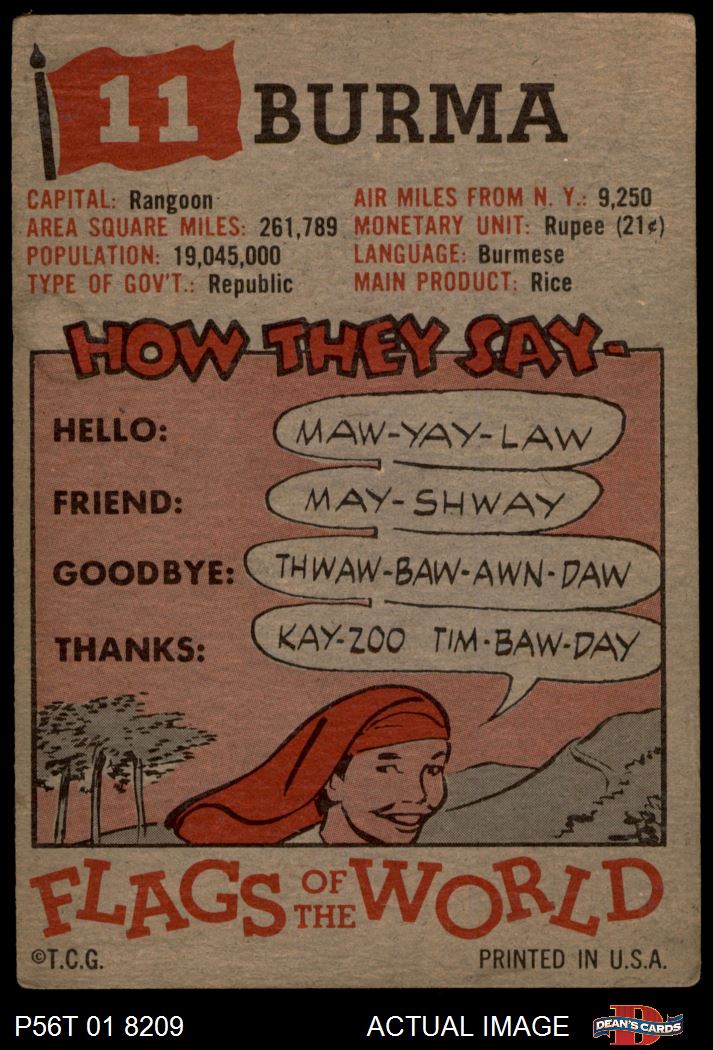 11 BURMA
CAPITAL: Rangoon
AREA SQUARE MILES: 261,789
POPULATION: 19,045,000
TYPE OF GOV'T.: Republic
AIR MILES FROM N. Y.: 9,250
MONETARY UNIT: Rupee (21¢)
LANGUAGE: Burmese
MAIN PRODUCT: Rice
HOW THEY SAY-
HELLO: MAW-YAY-LAW
FRIEND: MAY-SHWAY
GOODBYE: THWAW-BAW-AWN-DAW
THANKS: KAY-ZOO TIM-BAW-DAY
FLAGS OF THE WORLD
©T.C.G.
PRINTED IN U.S.A.
P56T 01 8209
ACTUAL IMAGE
D
DEAN'S CARDS